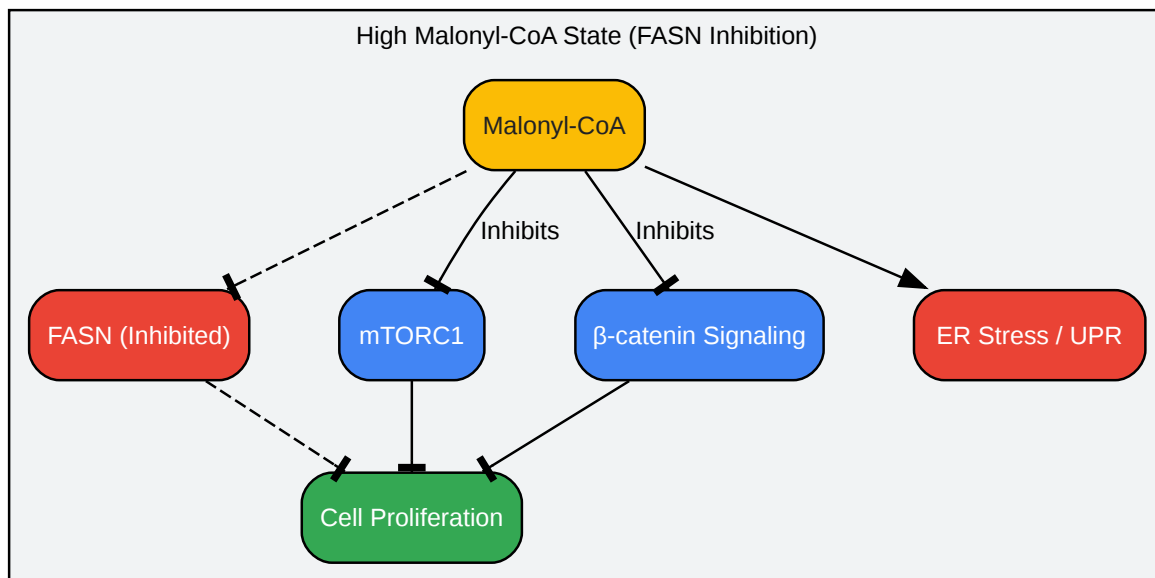 High Malonyl-CoA State (FASN Inhibition)
Malonyl-CoA
Inhibits
Inhibits
FASN (Inhibited)
mTORC1
β-catenin Signaling
ER Stress / UPR
Cell Proliferation